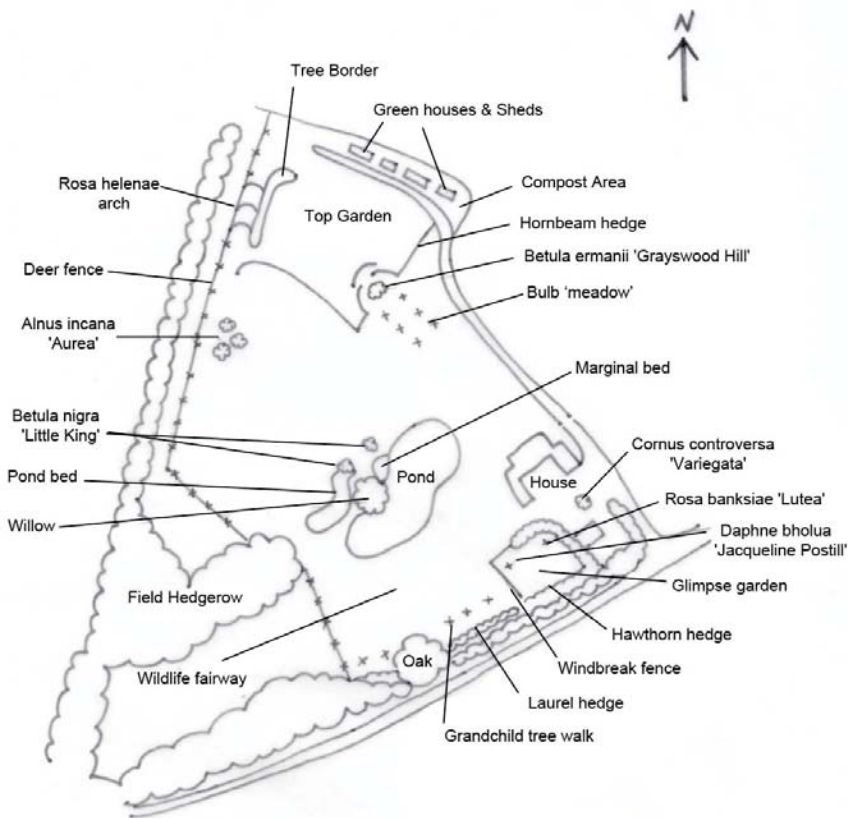 N
Tree Border
Green houses & Sheds
Rosa helenae
arch
Compost Area
Top Garden
Hornbeam hedge
Deer fence
Betula ermanii 'Grayswood Hill'
Bulb 'meadow'
Alnus incana
'Aurea'
Marginal bed
Betula nigra
'Little King'
Cornus controversa
'Variegata'
Pond bed
Pond
House
Rosa banksiae 'Lutea'
Willow
Daphne bholua
'Jacqueline Postill'
Glimpse garden
Field Hedgerow
Hawthorn hedge
Windbreak fence
Oak
Wildlife fairway
Laurel hedge
Grandchild tree walk